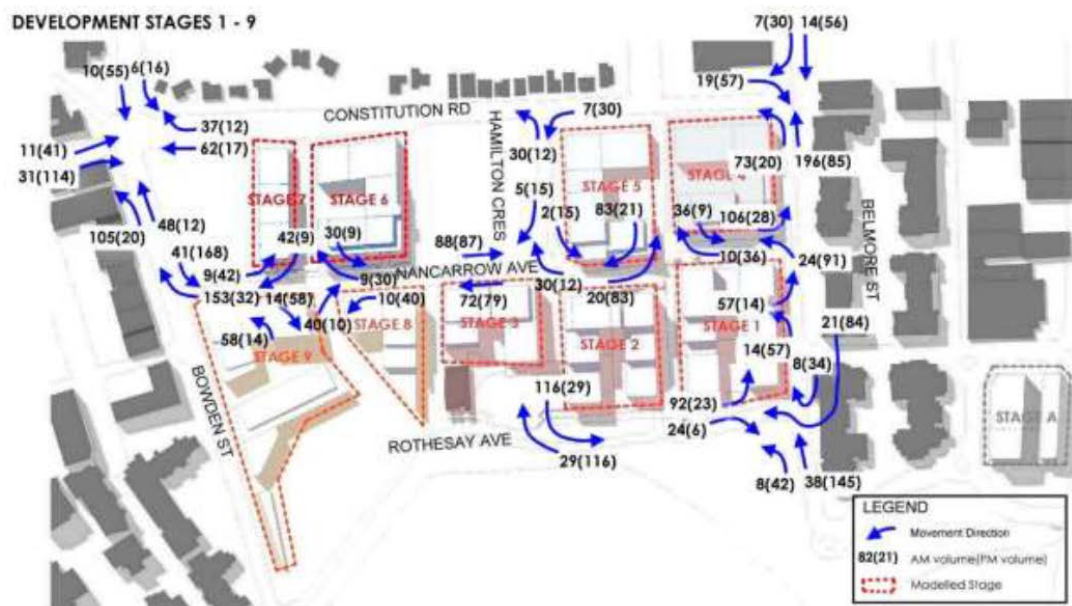 DEVELOPMENT STAGES 1 - 9
7(30) 14(56)
10(55) 6(16)
19(57)
CONSTITUTION RD
HAMILTON CRES
7(30)
37(12)
11(41)
62(17)
30(12)
73(20) 196(85)
31(114)
STAGE 7
STAGE 6
STAGE 5
STAGE 4
5(15)
2(15)
83(21)
36(9)
106(28)
BELMORE ST
48(12)
105(20)
42(9)
30(9)
41(168)
88(87)
10(36)
24(91)
9(42)
9(30)
NANCARROW AVE
30(12)
20(83)
153(32)
14(58)
10(40)
72(79)
57(14)
40(10)
STAGE 8
STAGE 3
STAGE 1
21(84)
58(14)
STAGE 9
STAGE 2
14(57)
8(34)
BOWDEN ST
116(29)
92(23)
STAGE A
ROTHESAY AVE
24(6)
29(116)
8(42)
38(145)
LEGEND
Movement Direction
82(21) AM volume(PM volume)
Modelled Stage